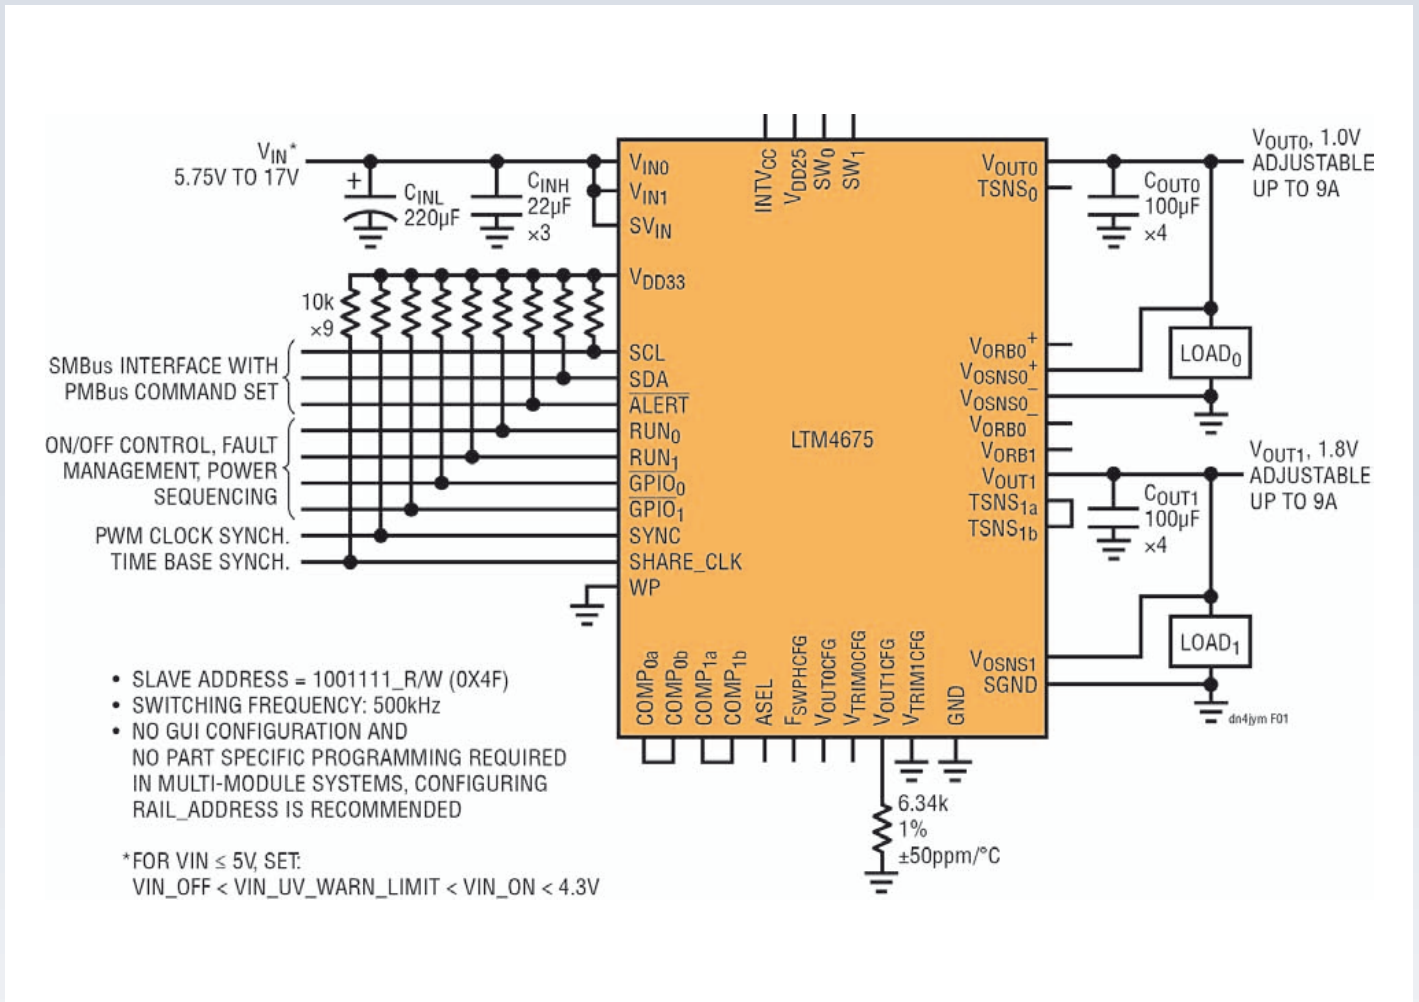 VIN*
5.75V TO 17V
+
CINL
220µF
CINH
22µF
×3
VIN0
VIN1
SVIN
VDD33
INTVCC
VDD25
SW0
SW1
VOUT0
TSNS0
COUT0
100µF
×4
VOUT0, 1.0V
ADJUSTABLE
UP TO 9A
10k
×9
SMBus INTERFACE WITH
PMBus COMMAND SET
ON/OFF CONTROL, FAULT
MANAGEMENT, POWER
SEQUENCING
PWM CLOCK SYNCH.
TIME BASE SYNCH.
SCL
SDA
ALERT
RUN0
RUN1
GPIO0
GPIO1
SYNC
SHARE_CLK
WP
LTM4675
VORB0+
VOSNS0+
VOSNS0–
VORB0–
VORB1
VOUT1
TSNS1a
TSNS1b
LOAD0
VOUT1, 1.8V
ADJUSTABLE
UP TO 9A
COUT1
100µF
×4
VOSNS1
SGND
LOAD1
dn4jym F01
COMP0a
COMP0b
COMP1a
COMP1b
ASEL
FSWPHCFG
VOUT0CFG
VTRIM0CFG
VOUT1CFG
VTRIM1CFG
GND
6.34k
1%
±50ppm/°C
• SLAVE ADDRESS = 1001111_R/W (0X4F)
• SWITCHING FREQUENCY: 500kHz
• NO GUI CONFIGURATION AND
NO PART SPECIFIC PROGRAMMING REQUIRED
IN MULTI-MODULE SYSTEMS, CONFIGURING
RAIL_ADDRESS IS RECOMMENDED
*FOR VIN ≤ 5V, SET:
VIN_OFF < VIN_UV_WARN_LIMIT < VIN_ON < 4.3V